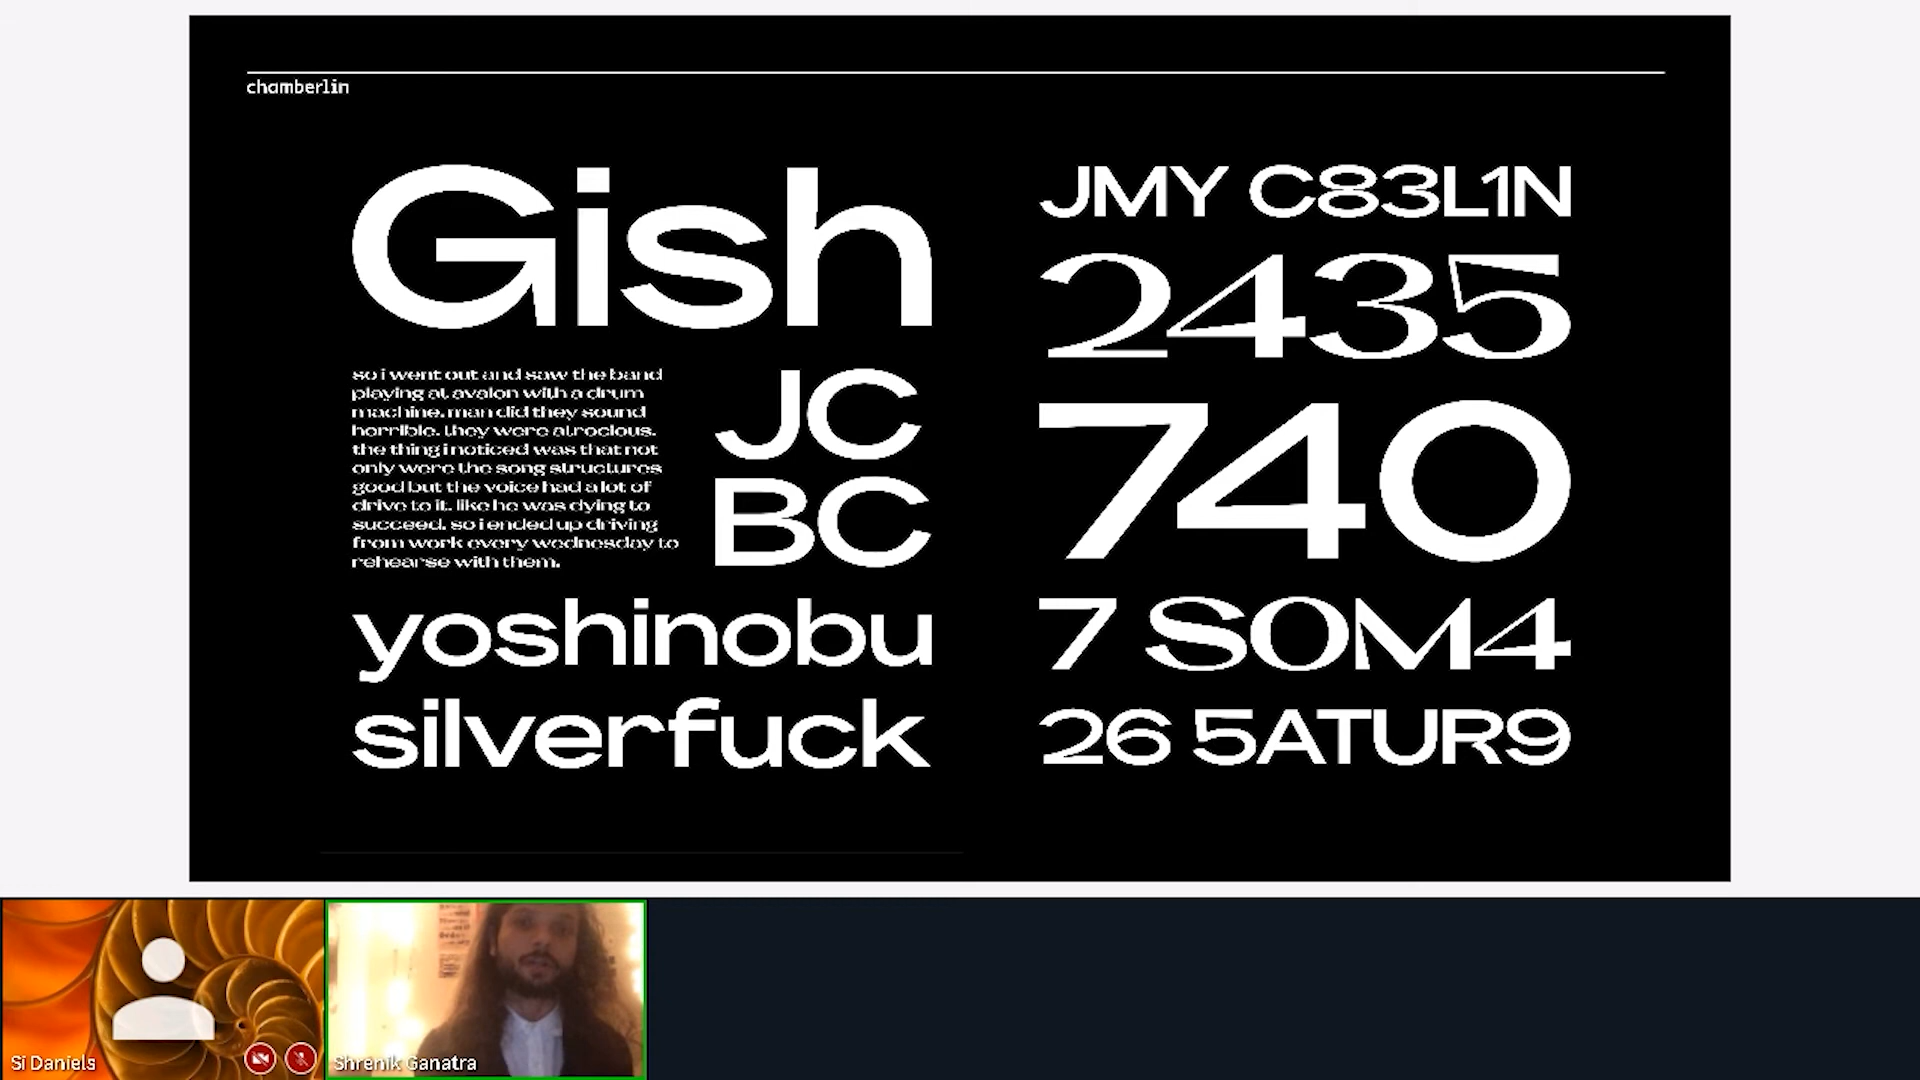 chamberlin
Gish
so i went out and saw the band
playing at avalon with a drum
machine. man did they sound
horrible. they were atrocious.
the thing i noticed was that not
only were the song structures
good but the voice had a lot of
drive to it. like he was dying to
succeed. so i ended up driving
from work every wednesday to
rehearse with them.
JC
BC
yoshinobu
silverfuck
JMY C83L1N
2435
740
7 S0M4
26 5ATUR9
Si Daniels
Shrenik Ganatra